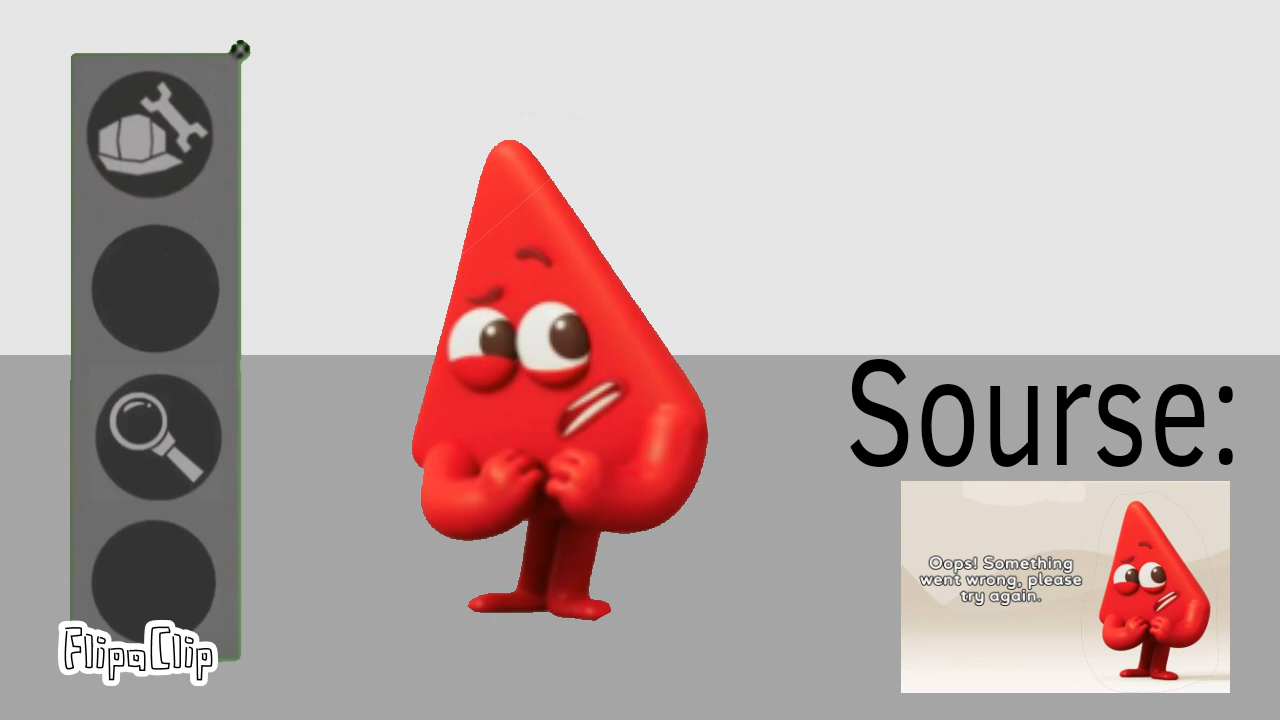 Sourse:
Oops! Something
went wrong, please
try again.
FlipaClip